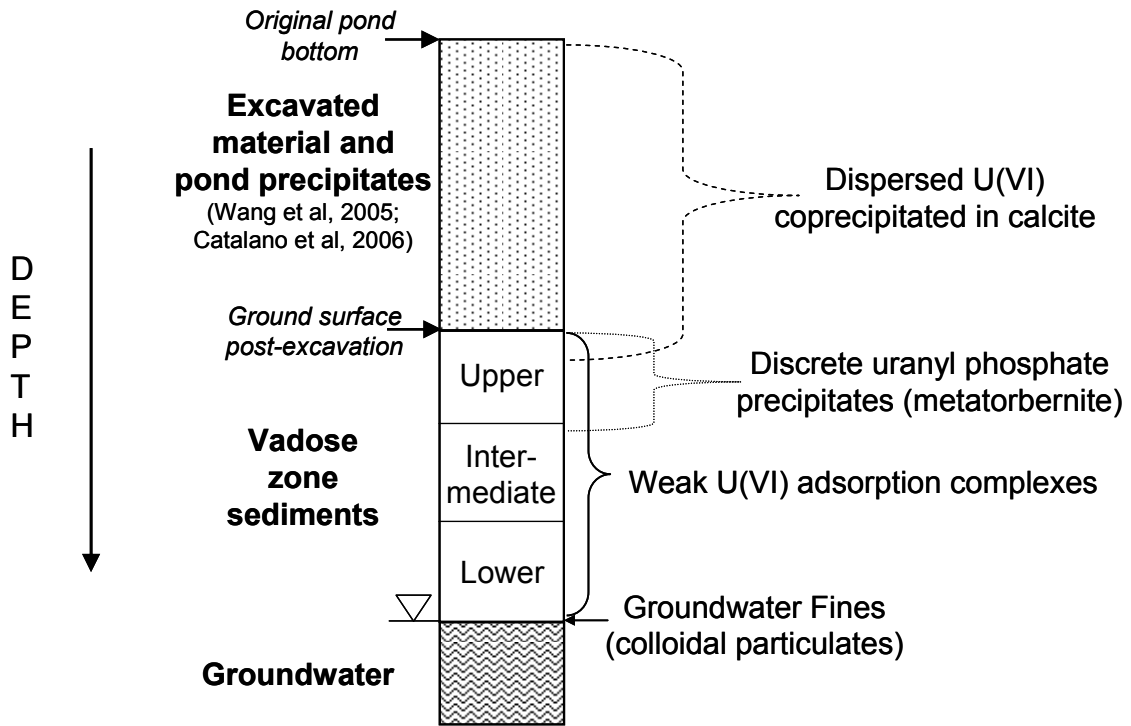 Original pond
bottom
Excavated
material and
pond precipitates
(Wang et al, 2005;
Catalano et al, 2006)
Dispersed U(VI)
coprecipitated in calcite
D
E
P
T
H
Ground surface
post-excavation
Upper
Discrete uranyl phosphate
precipitates (metatorbernite)
Vadose
zone
sediments
Inter-
mediate
Weak U(VI) adsorption complexes
Lower
Groundwater Fines
(colloidal particulates)
Groundwater